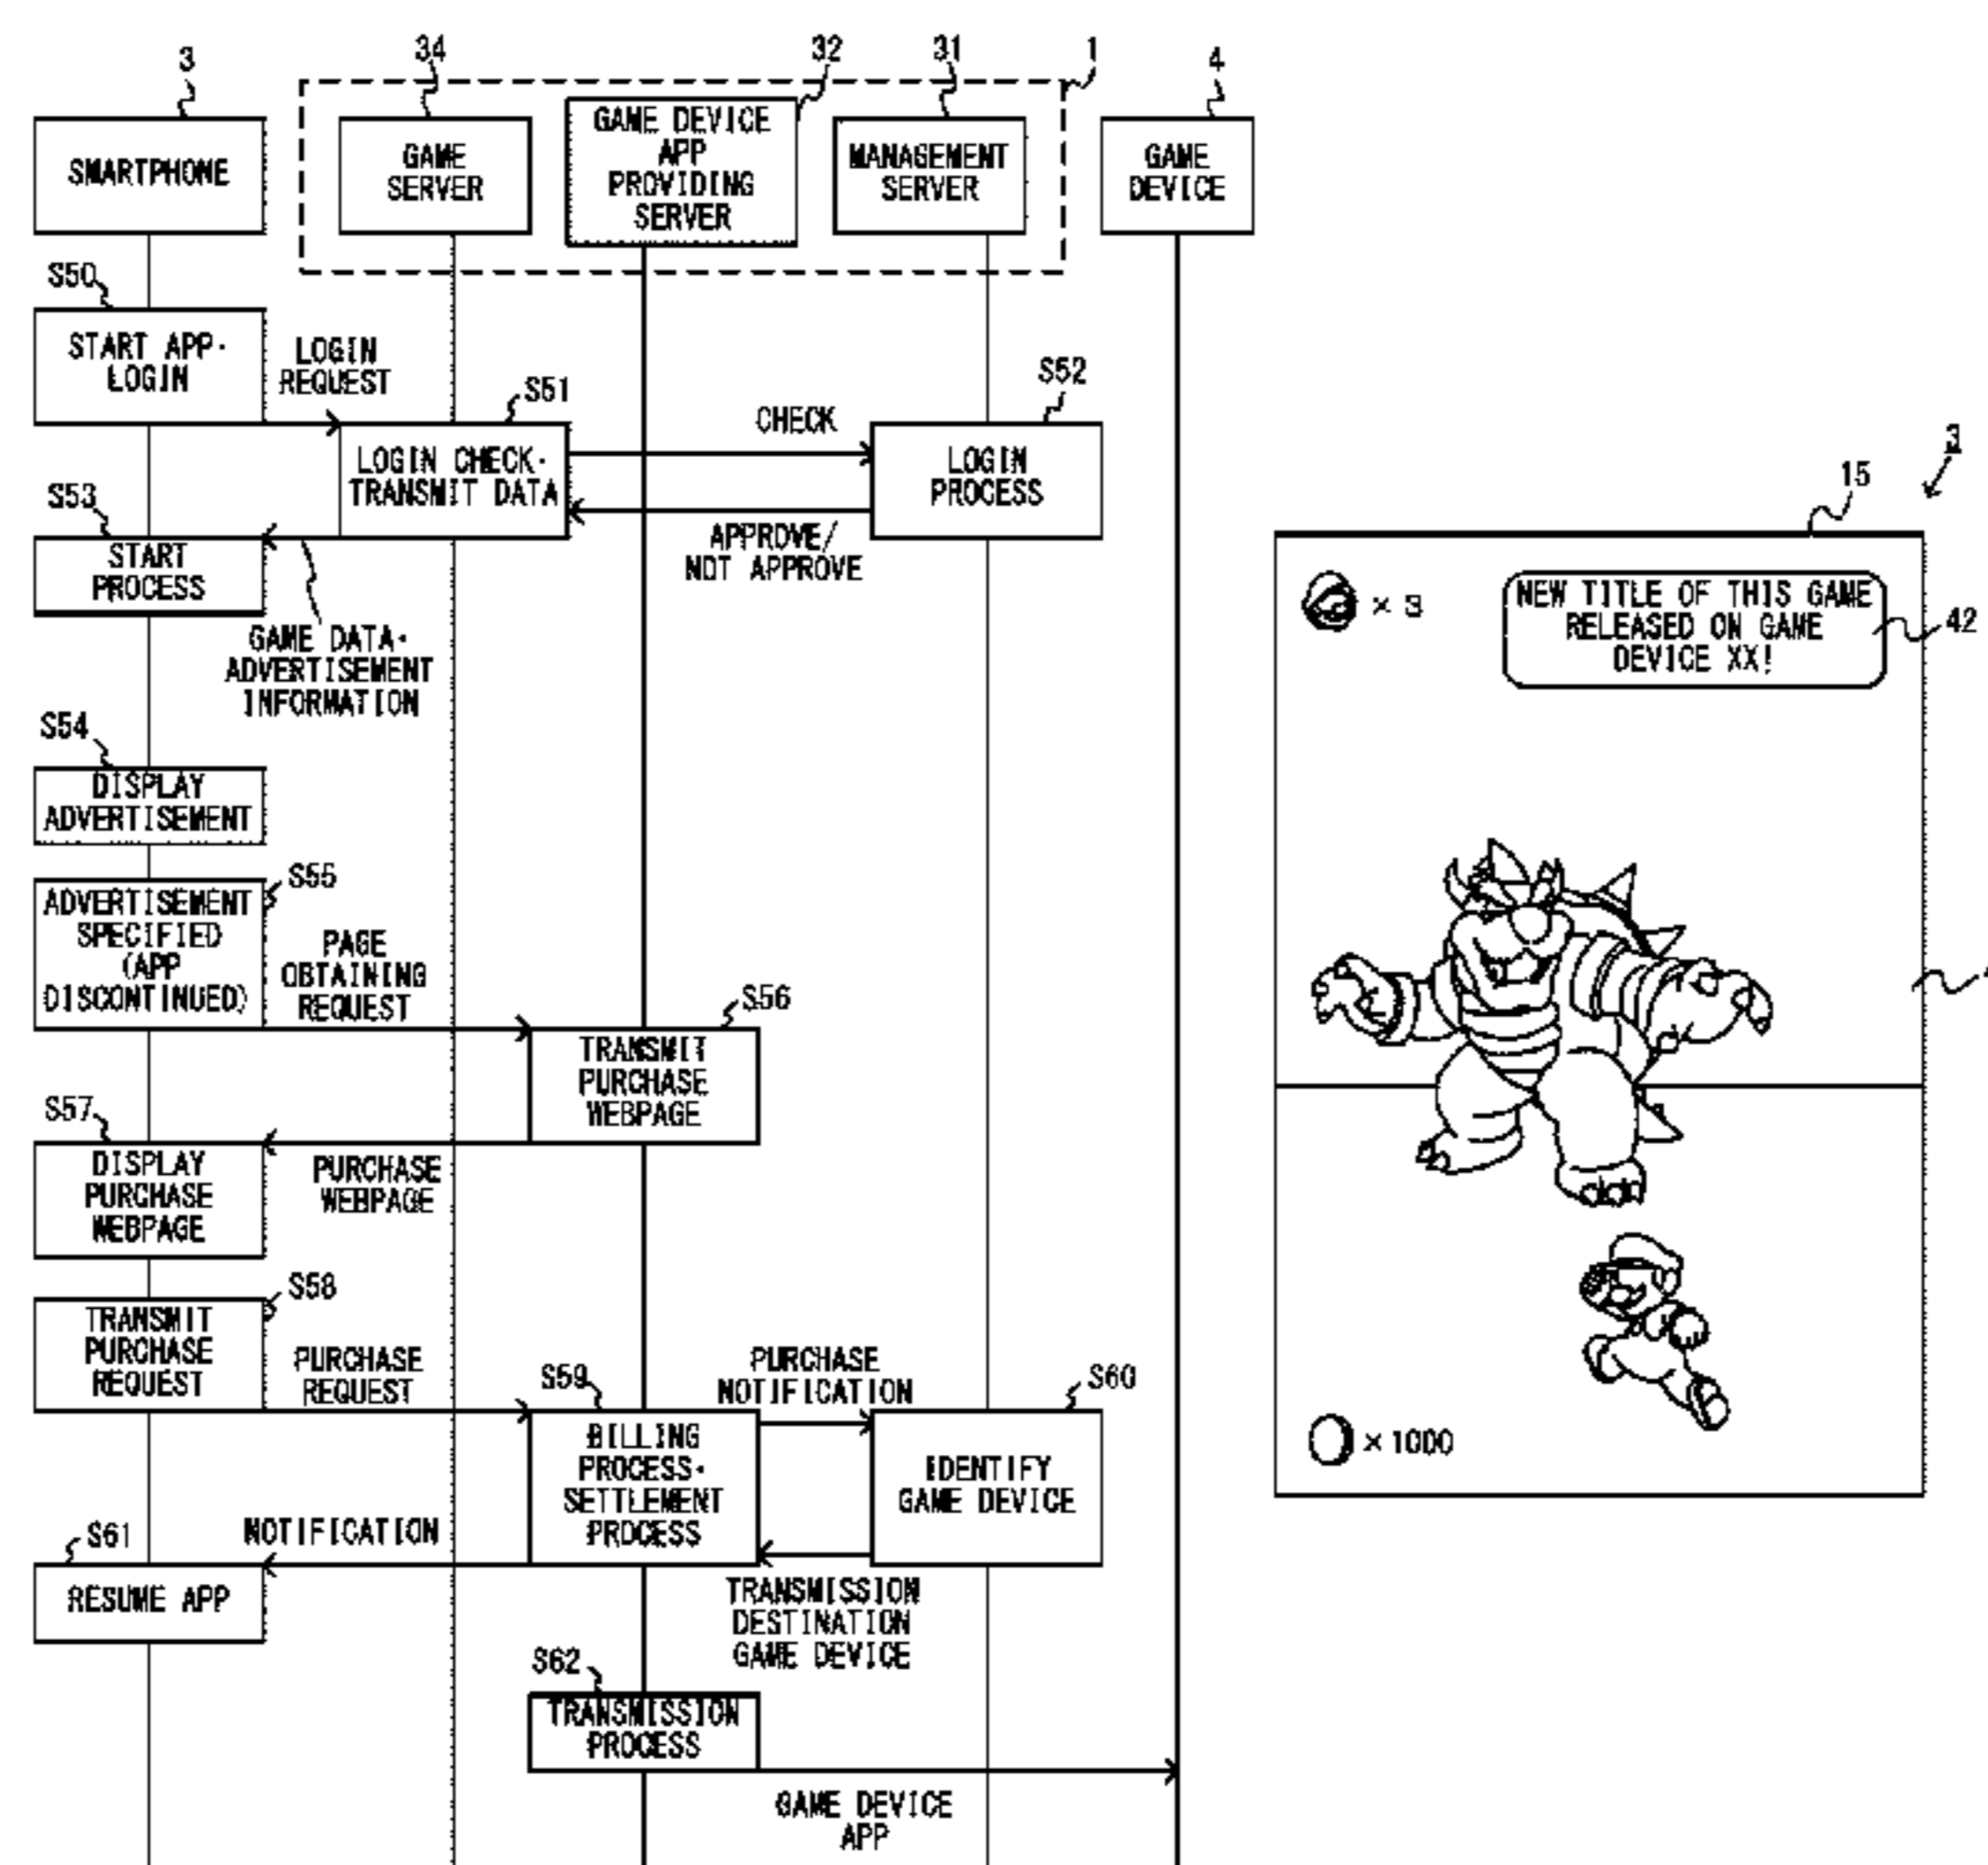 3
34
32
31
1
4
SMARTPHONE
GAME
SERVER
GAME DEVICE
APP
PROVIDING
SERVER
MANAGEMENT
SERVER
GAME
DEVICE
S50
START APP·
LOGIN
LOGIN
REQUEST
S51
LOGIN CHECK·
TRANSMIT DATA
CHECK
S52
LOGIN
PROCESS
APPROVE/
NOT APPROVE
S53
START
PROCESS
GAME DATA·
ADVERTISEMENT
INFORMATION
S54
DISPLAY
ADVERTISEMENT
S55
ADVERTISEMENT
SPECIFIED
(APP
DISCONTINUED)
PAGE
OBTAINING
REQUEST
S56
TRANSMIT
PURCHASE
WEBPAGE
S57
DISPLAY
PURCHASE
WEBPAGE
PURCHASE
WEBPAGE
S58
TRANSMIT
PURCHASE
REQUEST
PURCHASE
REQUEST
S59
BILLING
PROCESS·
SETTLEMENT
PROCESS
PURCHASE
NOTIFICATION
S60
IDENTIFY
GAME DEVICE
S61
RESUME APP
NOTIFICATION
TRANSMISSION
DESTINATION
GAME DEVICE
S62
TRANSMISSION
PROCESS
GAME DEVICE
APP
3
15
× 3
NEW TITLE OF THIS GAME
RELEASED ON GAME
DEVICE XX!
42
× 1000